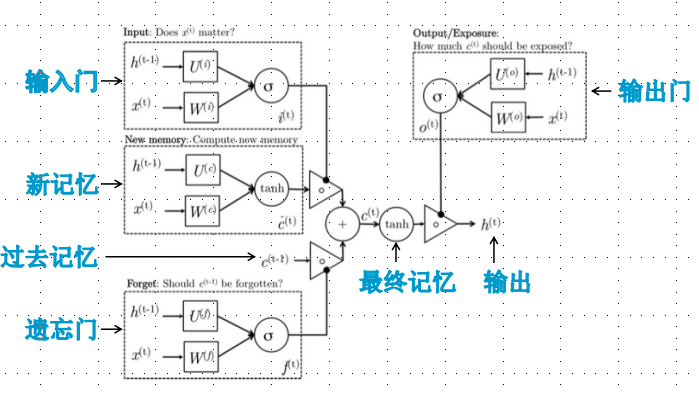 Input: Does x(t) matter?
h(t-1) U(i)
输入门
σ
x(t) W(i)
i(t)
New memory: Compute new memory
h(t-1) U(c)
新记忆
tanh
x(t) W(c)
c̃(t)
过去记忆
c(t-1)
Forget: Should c(t-1) be forgotten?
h(t-1) U(f)
遗忘门
σ
x(t) W(f)
f(t)
+
c(t)
tanh
h(t)
最终记忆
输出
Output/Exposure:
How much c(t) should be exposed?
U(o) h(t-1)
σ
输出门
W(o) x(t)
o(t)